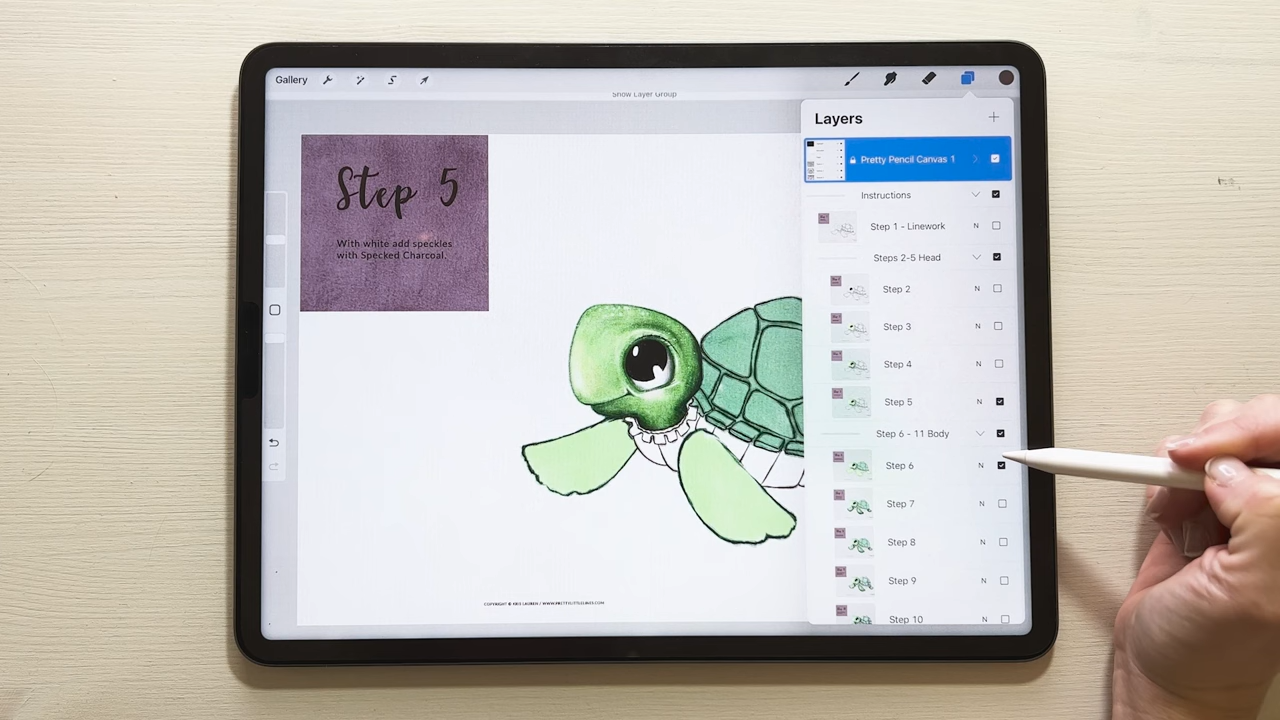 Gallery
Show Layer Group
Step 5
With white add speckles
with Specked Charcoal.
Layers
Pretty Pencil Canvas 1
Instructions
Step 1 - Linework N
Steps 2-5 Head
Step 2 N
Step 3 N
Step 4 N
Step 5 N
Step 6 - 11 Body
Step 6 N
Step 7 N
Step 8 N
Step 9 N
Step 10 N